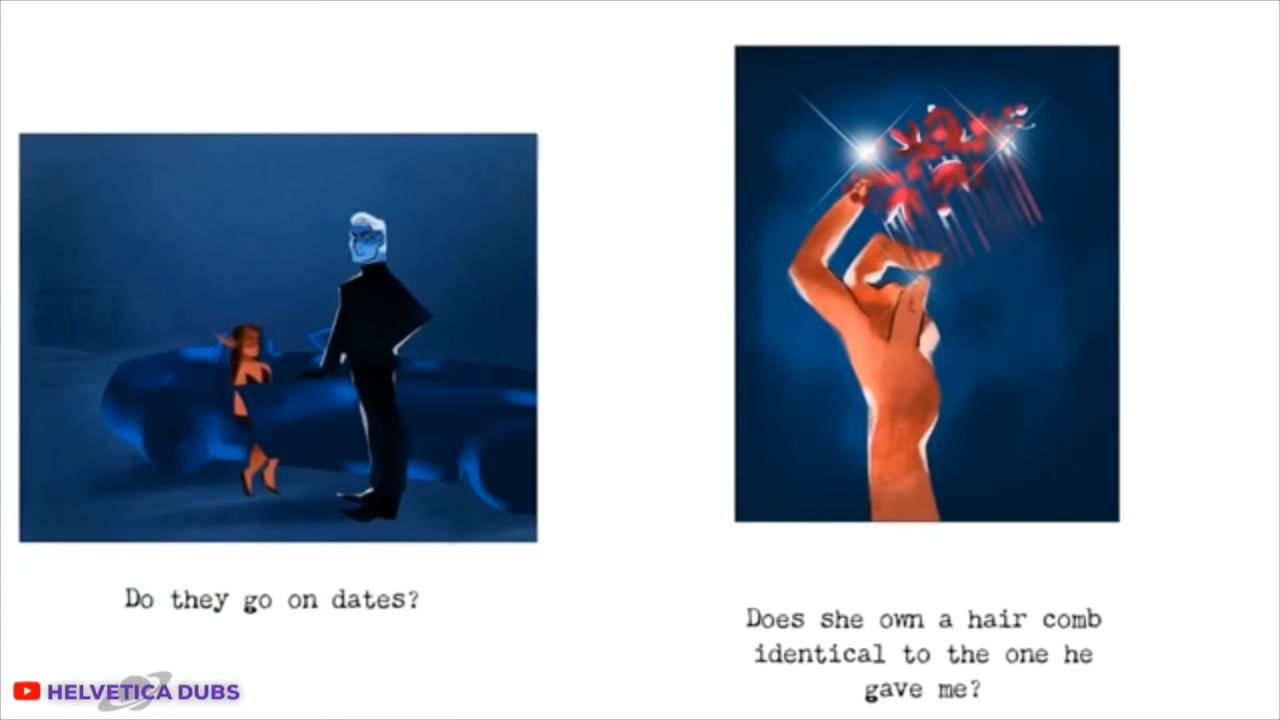 Do they go on dates?
Does she own a hair comb
identical to the one he
gave me?
HELVETICA DUBS